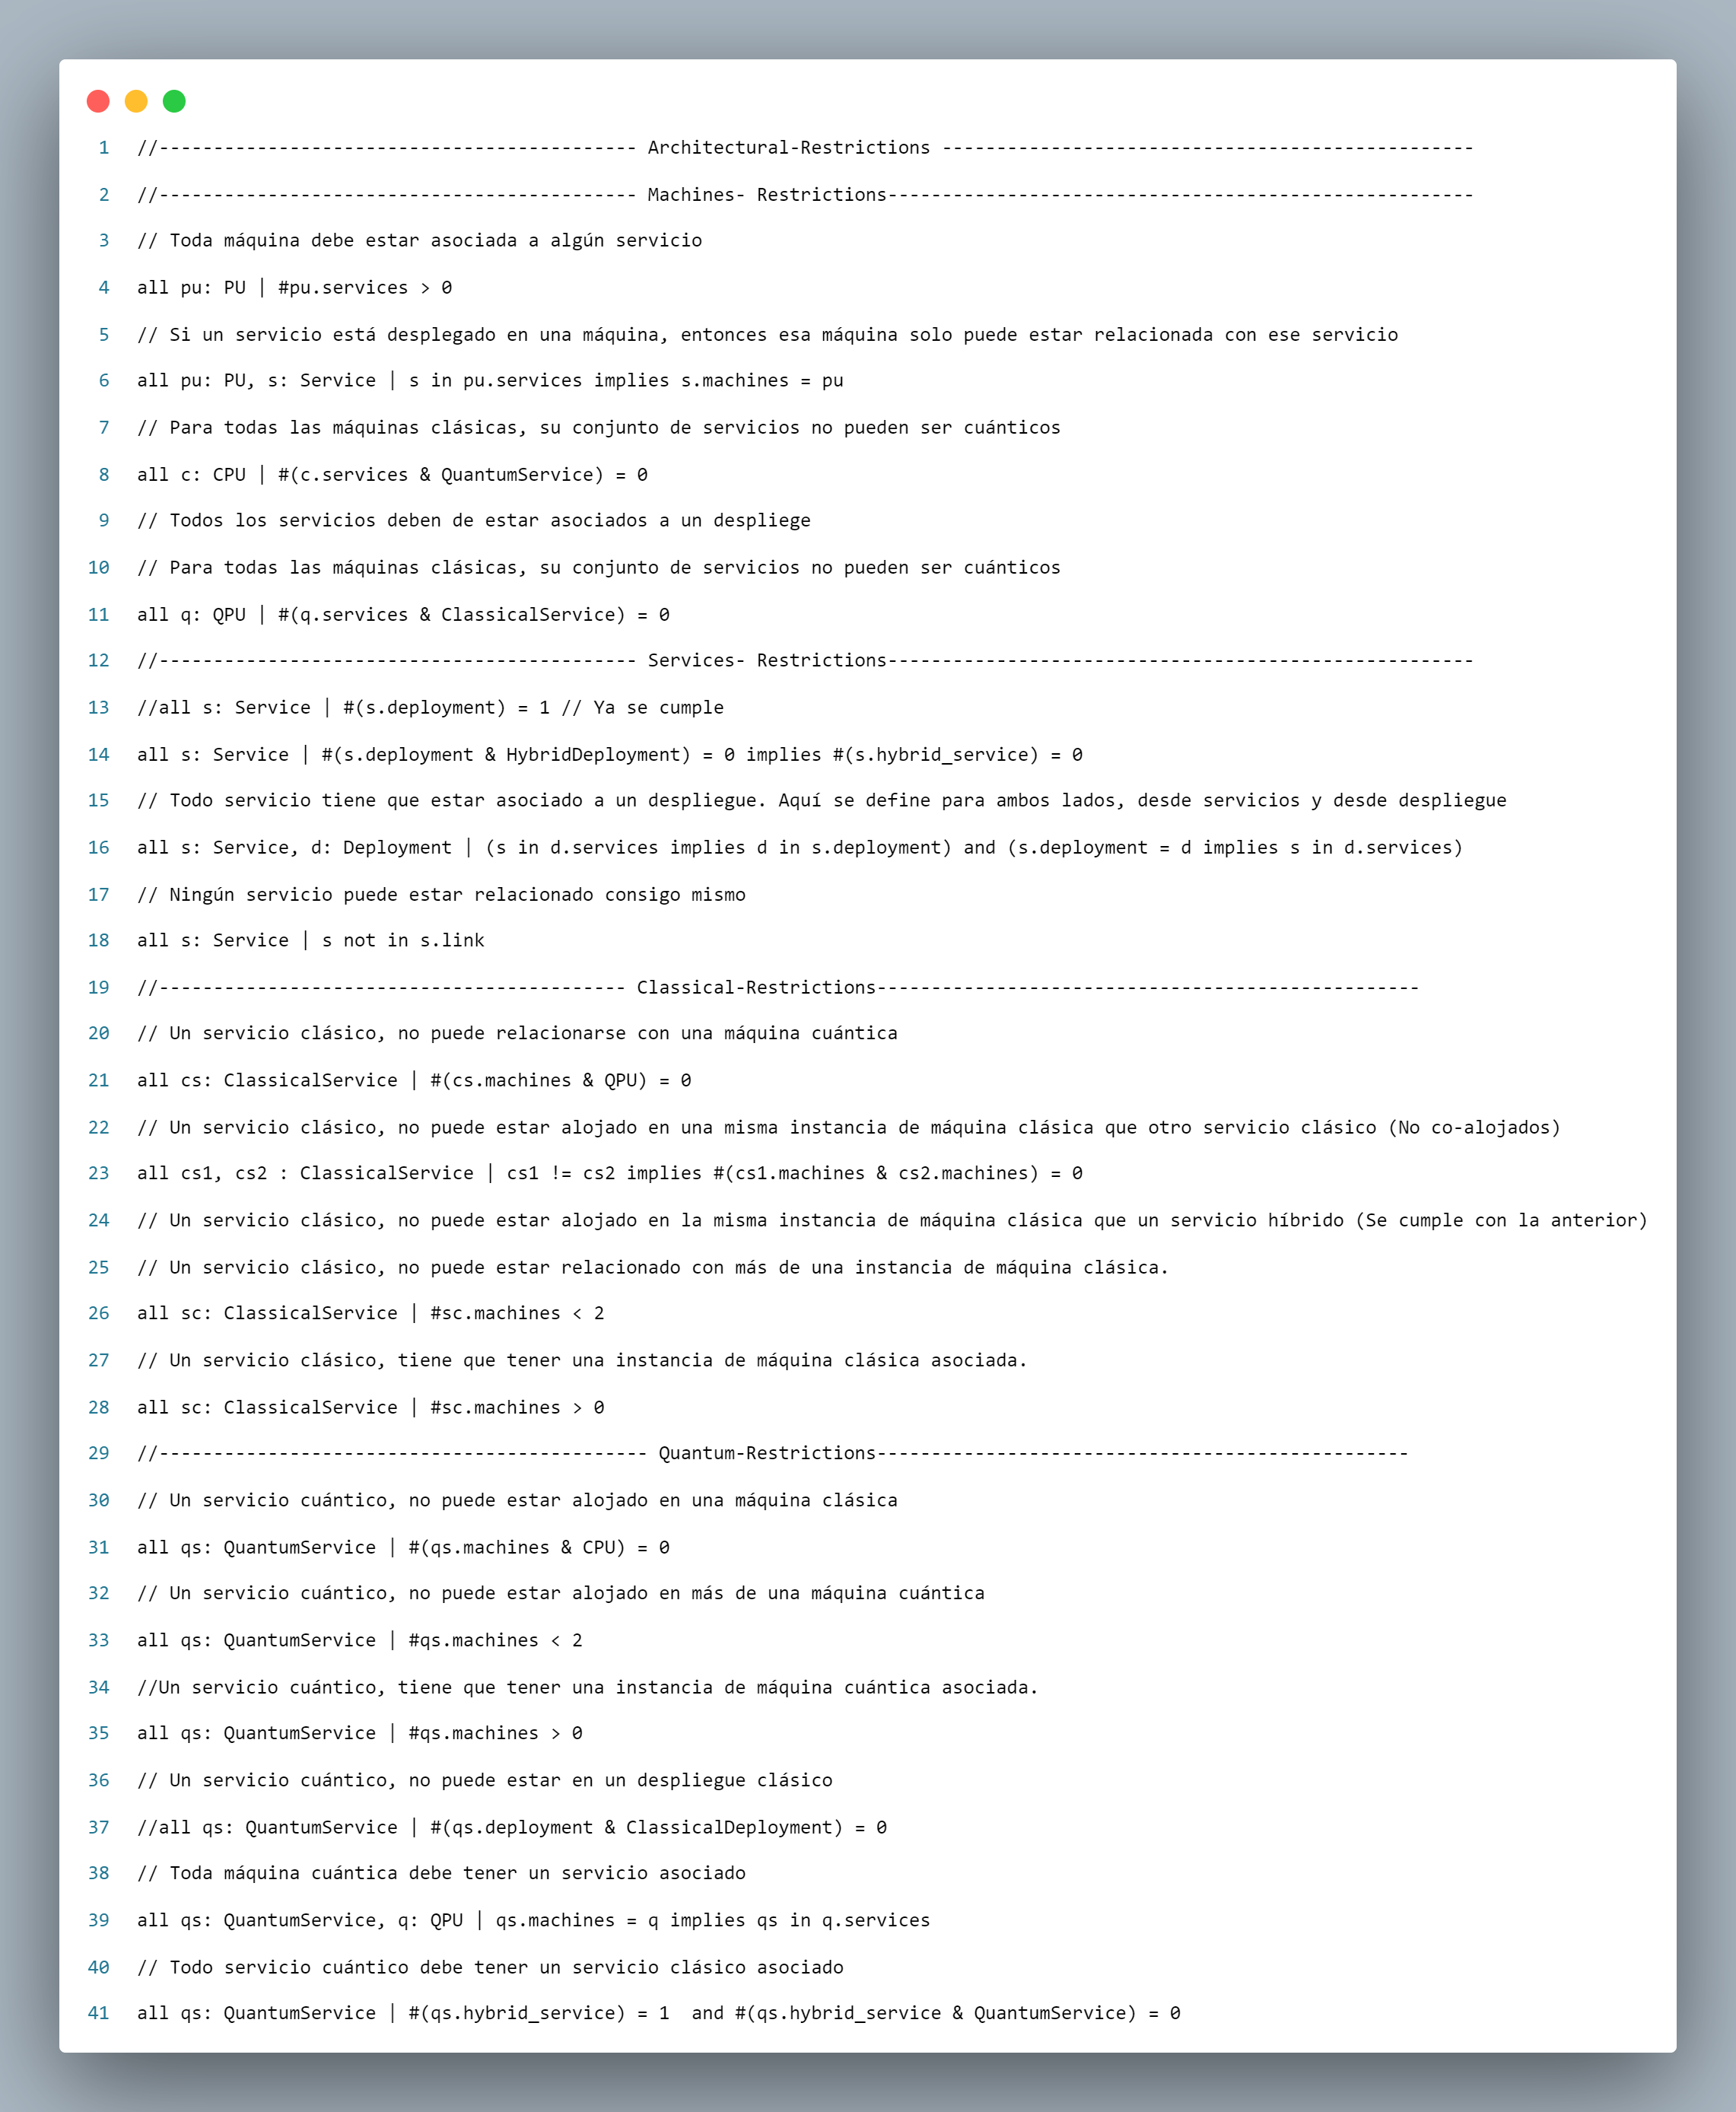 1 //-------------------------------------------- Architectural-Restrictions -------------------------------------------------
2 //-------------------------------------------- Machines- Restrictions------------------------------------------------------
3 // Toda máquina debe estar asociada a algún servicio
4 all pu: PU | #pu.services > 0
5 // Si un servicio está desplegado en una máquina, entonces esa máquina solo puede estar relacionada con ese servicio
6 all pu: PU, s: Service | s in pu.services implies s.machines = pu
7 // Para todas las máquinas clásicas, su conjunto de servicios no pueden ser cuánticos
8 all c: CPU | #(c.services & QuantumService) = 0
9 // Todos los servicios deben de estar asociados a un despliege
10 // Para todas las máquinas clásicas, su conjunto de servicios no pueden ser cuánticos
11 all q: QPU | #(q.services & ClassicalService) = 0
12 //-------------------------------------------- Services- Restrictions------------------------------------------------------
13 //all s: Service | #(s.deployment) = 1 // Ya se cumple
14 all s: Service | #(s.deployment & HybridDeployment) = 0 implies #(s.hybrid_service) = 0
15 // Todo servicio tiene que estar asociado a un despliegue. Aquí se define para ambos lados, desde servicios y desde despliegue
16 all s: Service, d: Deployment | (s in d.services implies d in s.deployment) and (s.deployment = d implies s in d.services)
17 // Ningún servicio puede estar relacionado consigo mismo
18 all s: Service | s not in s.link
19 //------------------------------------------- Classical-Restrictions--------------------------------------------------
20 // Un servicio clásico, no puede relacionarse con una máquina cuántica
21 all cs: ClassicalService | #(cs.machines & QPU) = 0
22 // Un servicio clásico, no puede estar alojado en una misma instancia de máquina clásica que otro servicio clásico (No co-alojados)
23 all cs1, cs2 : ClassicalService | cs1 != cs2 implies #(cs1.machines & cs2.machines) = 0
24 // Un servicio clásico, no puede estar alojado en la misma instancia de máquina clásica que un servicio híbrido (Se cumple con la anterior)
25 // Un servicio clásico, no puede estar relacionado con más de una instancia de máquina clásica.
26 all sc: ClassicalService | #sc.machines < 2
27 // Un servicio clásico, tiene que tener una instancia de máquina clásica asociada.
28 all sc: ClassicalService | #sc.machines > 0
29 //--------------------------------------------- Quantum-Restrictions-------------------------------------------------
30 // Un servicio cuántico, no puede estar alojado en una máquina clásica
31 all qs: QuantumService | #(qs.machines & CPU) = 0
32 // Un servicio cuántico, no puede estar alojado en más de una máquina cuántica
33 all qs: QuantumService | #qs.machines < 2
34 //Un servicio cuántico, tiene que tener una instancia de máquina cuántica asociada.
35 all qs: QuantumService | #qs.machines > 0
36 // Un servicio cuántico, no puede estar en un despliegue clásico
37 //all qs: QuantumService | #(qs.deployment & ClassicalDeployment) = 0
38 // Toda máquina cuántica debe tener un servicio asociado
39 all qs: QuantumService, q: QPU | qs.machines = q implies qs in q.services
40 // Todo servicio cuántico debe tener un servicio clásico asociado
41 all qs: QuantumService | #(qs.hybrid_service) = 1  and #(qs.hybrid_service & QuantumService) = 0